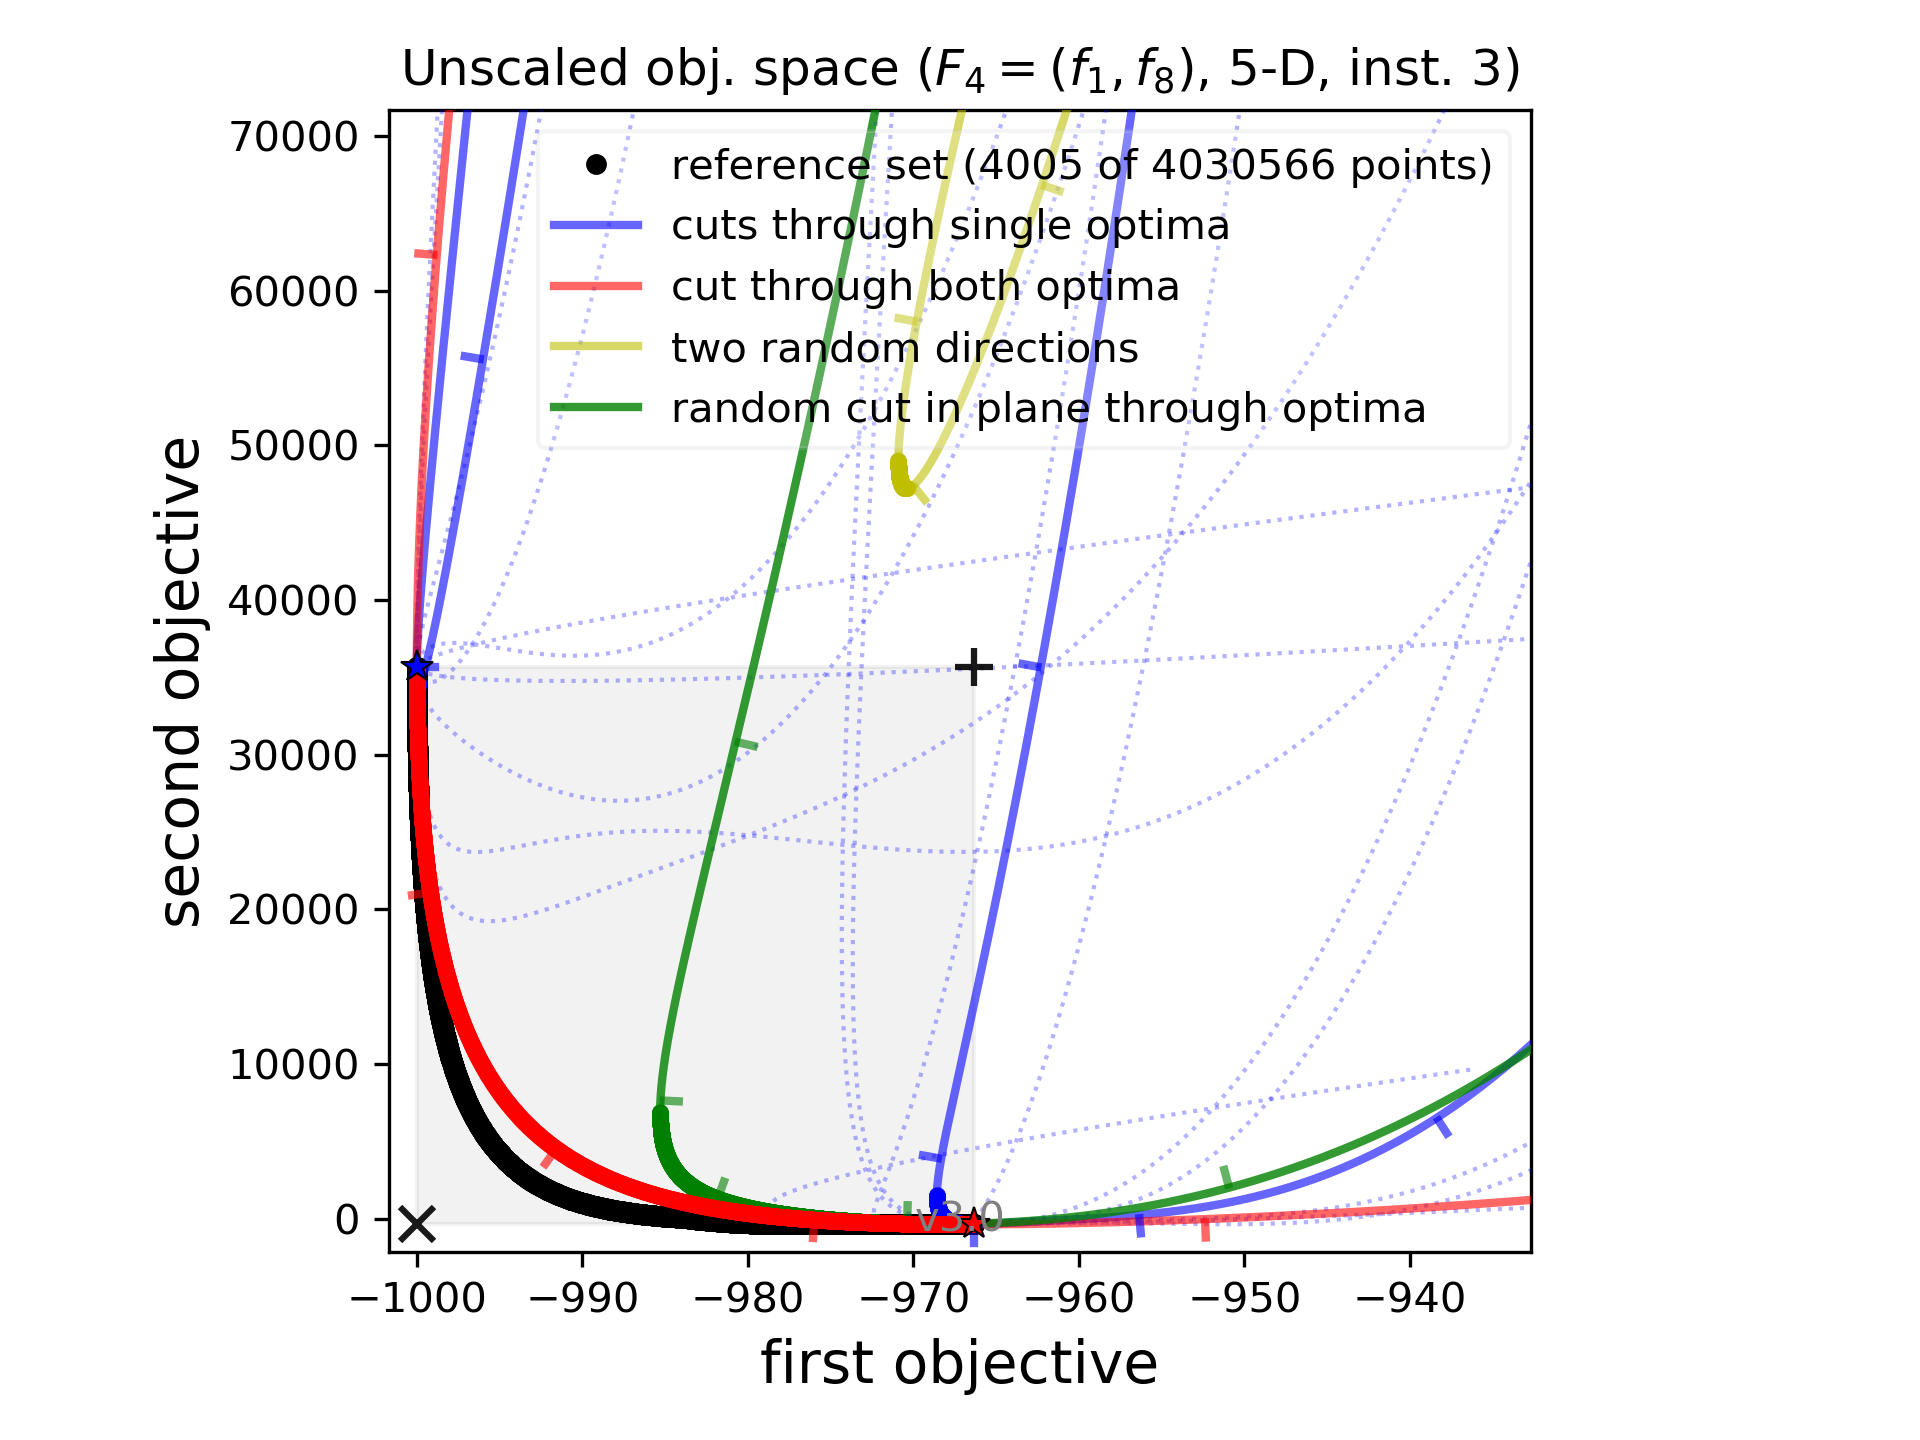 Unscaled obj. space (F₄ = (f₁, f₈), 5-D, inst. 3)
reference set (4005 of 4030566 points)
cuts through single optima
cut through both optima
two random directions
random cut in plane through optima
second objective
70000
60000
50000
40000
30000
20000
10000
0
v3.0
−1000 −990 −980 −970 −960 −950 −940
first objective